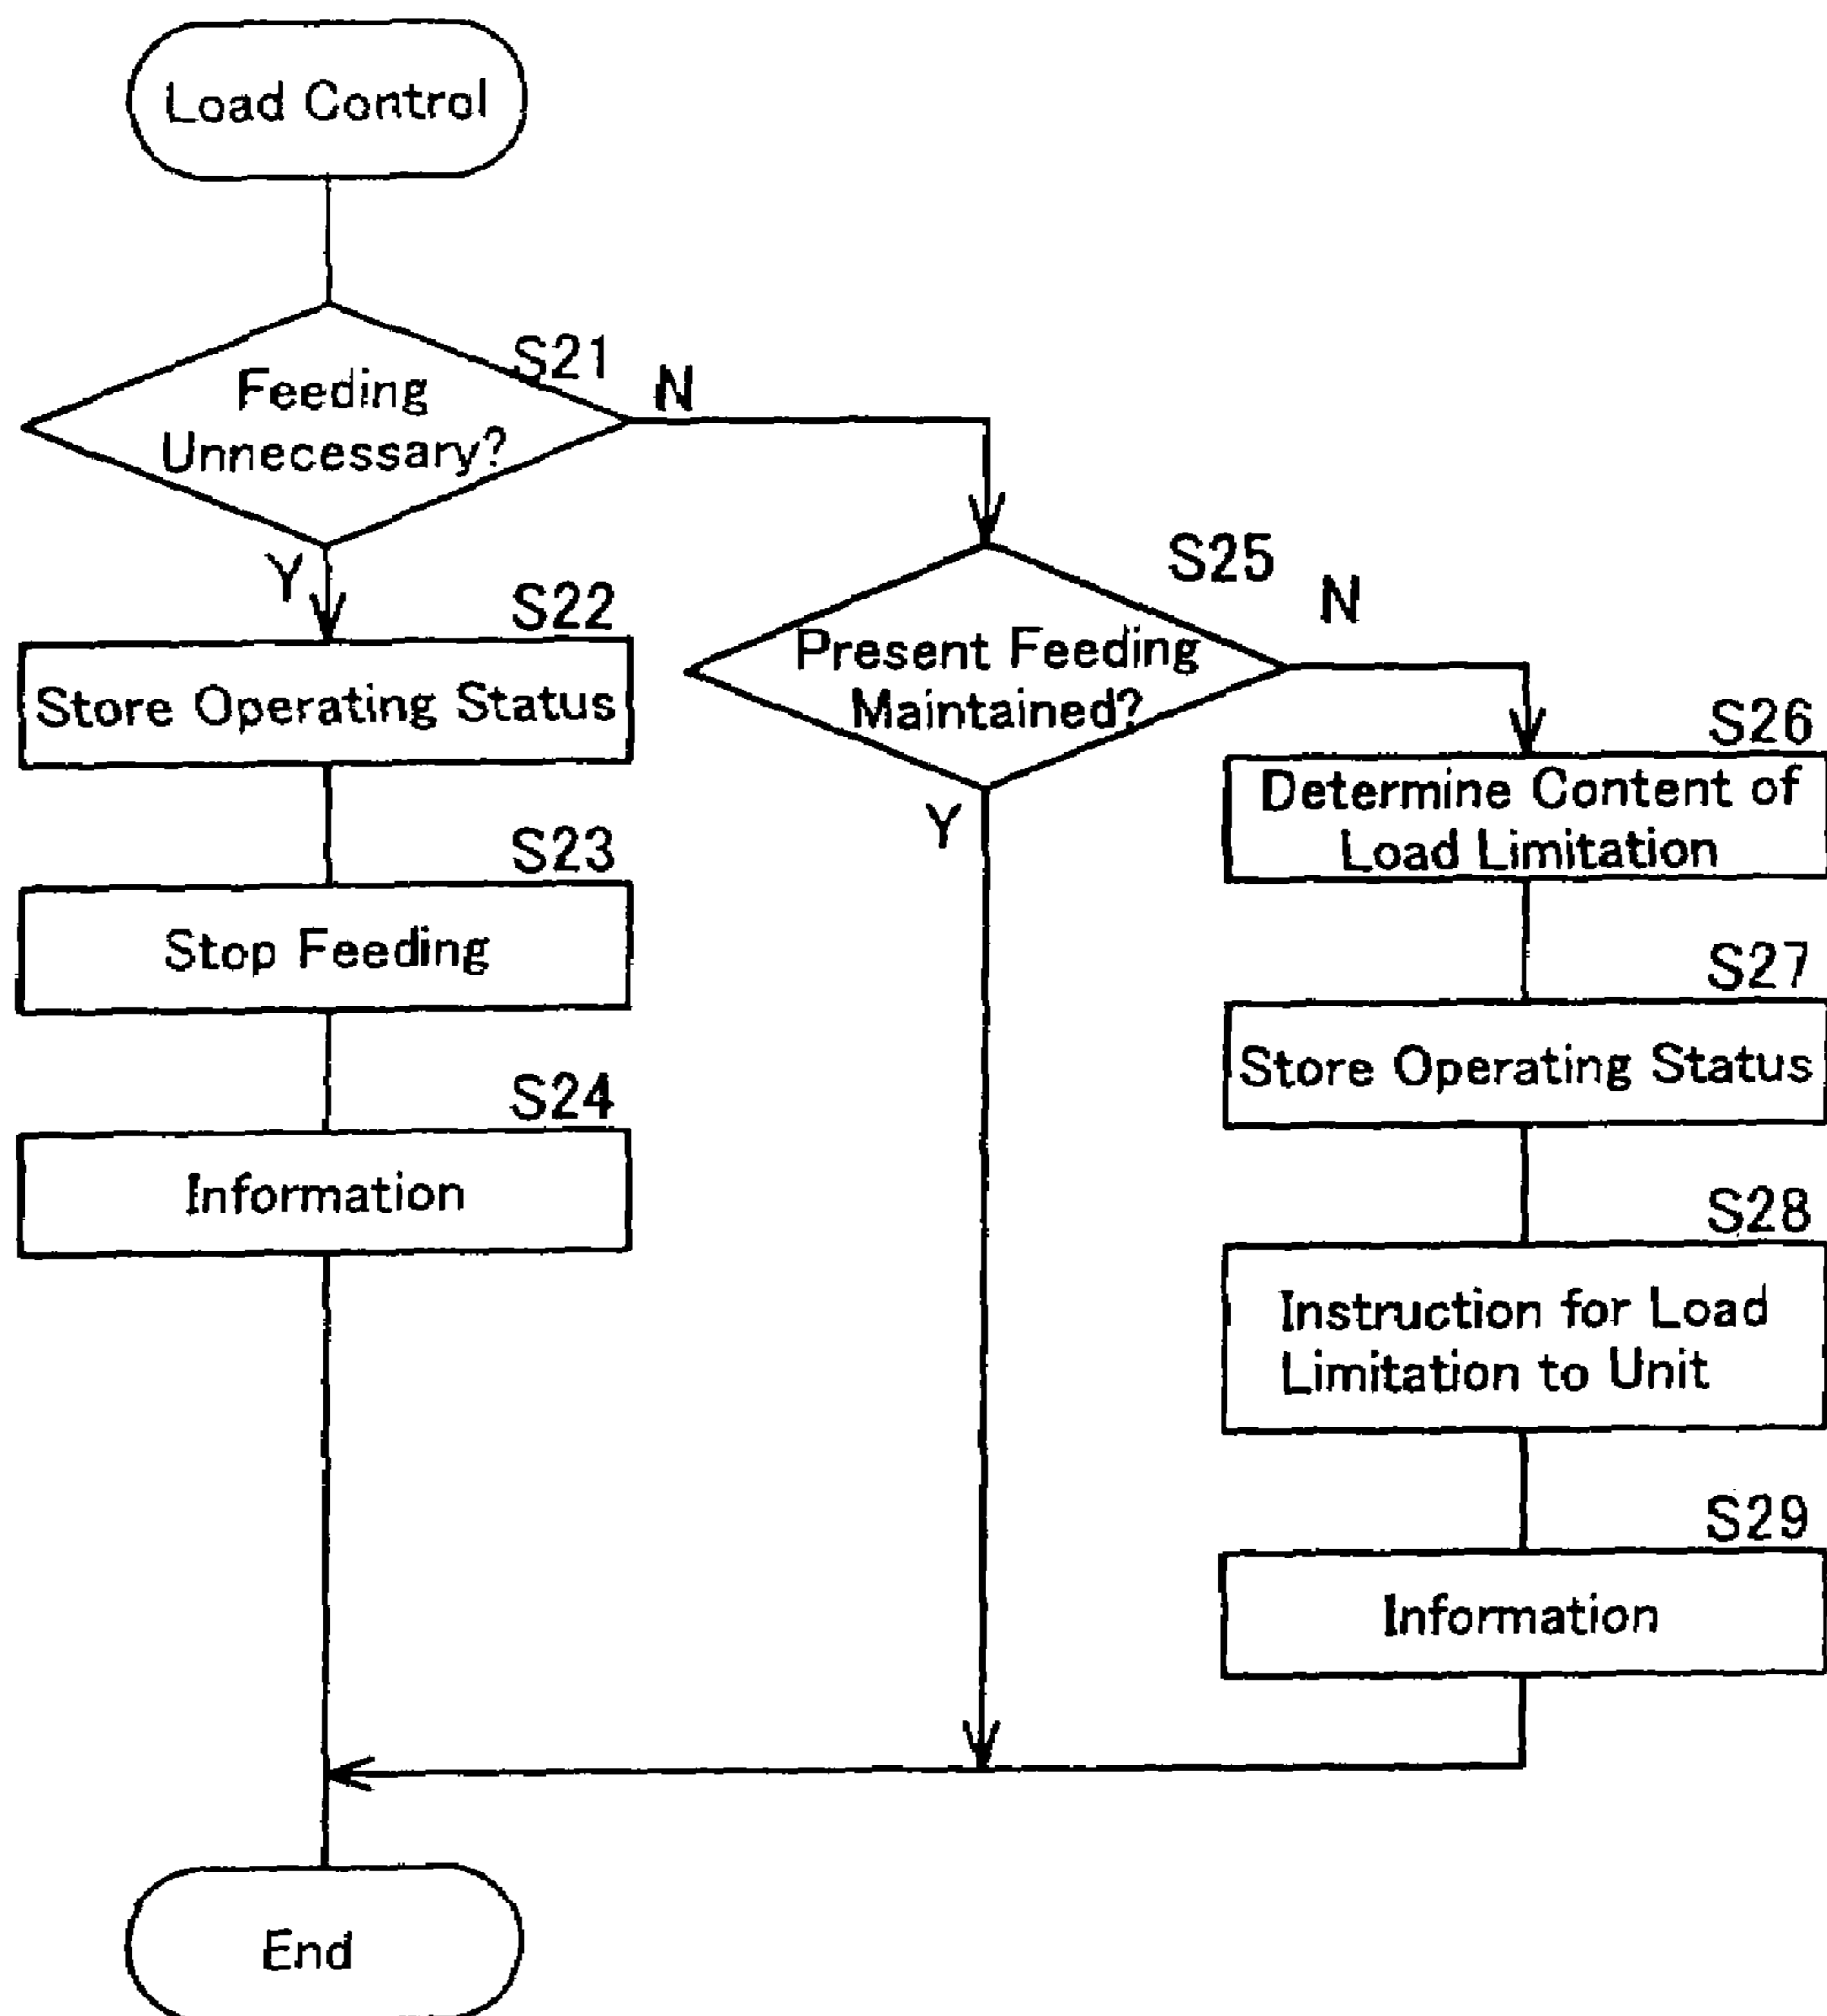 Load Control
S21
Feeding
Unnecessary?
N
Y
S22
Store Operating Status
S23
Stop Feeding
S24
Information
S25
Present Feeding
Maintained?
N
Y
S26
Determine Content of
Load Limitation
S27
Store Operating Status
S28
Instruction for Load
Limitation to Unit
S29
Information
End